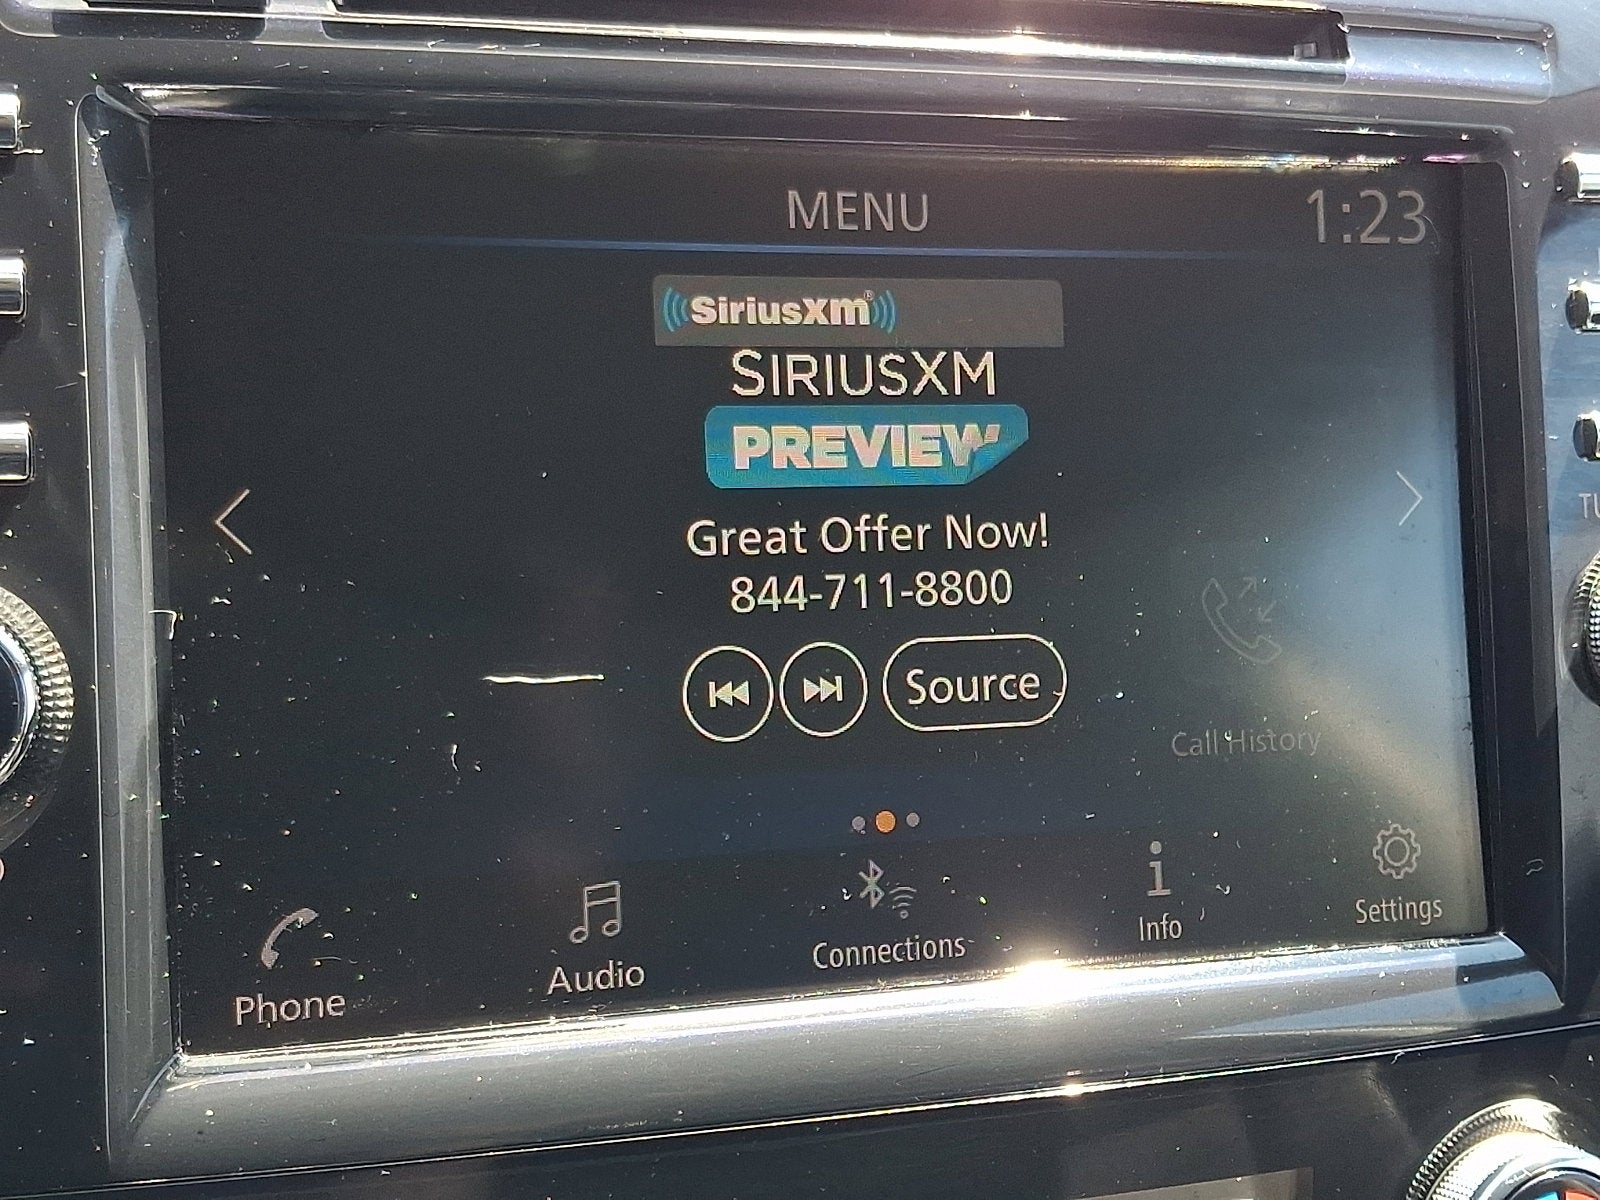 MENU
1:23
SiriusXm®
SIRIUSXM
PREVIEW
Great Offer Now!
844-711-8800
Source
Call History
Phone
Audio
Connections
Info
Settings